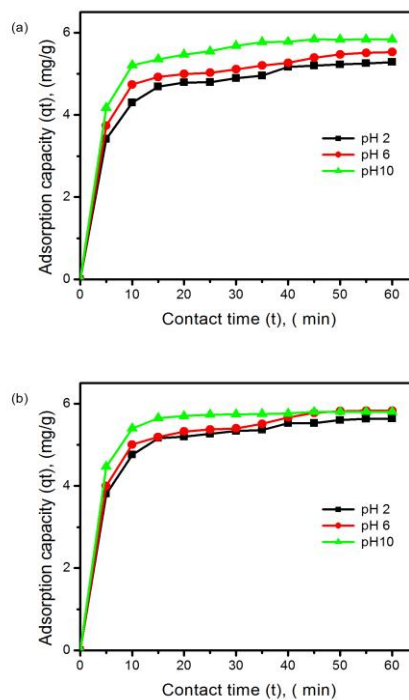 (a)
Adsorption capacity (qt), (mg/g)
6
4
2
0
pH 2
pH 6
pH10
0 10 20 30 40 50 60
Contact time (t), ( min)
(b)
Adsorption capacity (qt), (mg/g)
6
4
2
0
pH 2
pH 6
pH10
0 10 20 30 40 50 60
Contact time (t), ( min)